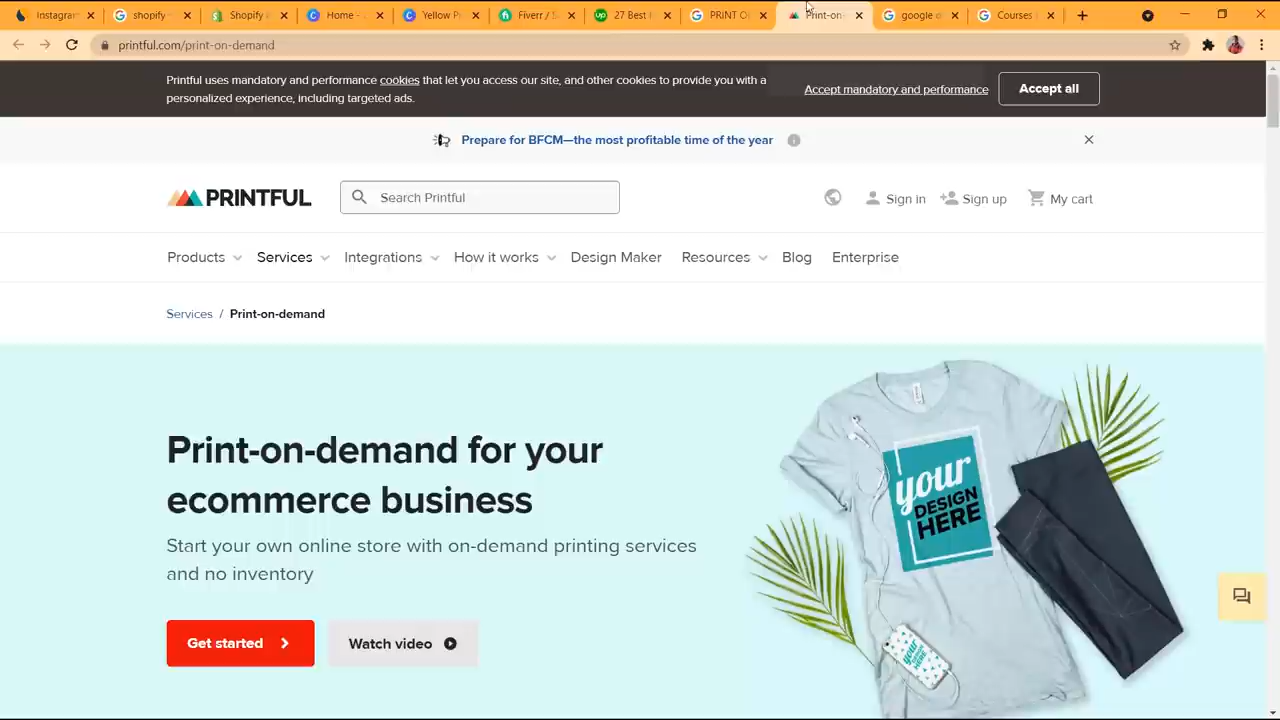 Instagram
shopify
Shopify
Home -
Yellow P
Fiverr / S
up 27 Best
PRINT O
Print-on-
google
Courses
printful.com/print-on-demand
Printful uses mandatory and performance cookies that let you access our site, and other cookies to provide you with a
personalized experience, including targeted ads.
Accept mandatory and performance
Accept all
Prepare for BFCM—the most profitable time of the year
PRINTFUL
Search Printful
Sign in
Sign up
My cart
Products
Services
Integrations
How it works
Design Maker
Resources
Blog
Enterprise
Services / Print-on-demand
Print-on-demand for your
ecommerce business
Start your own online store with on-demand printing services
and no inventory
Get started
Watch video
your
DESIGN
HERE
your
DESIGN
HERE